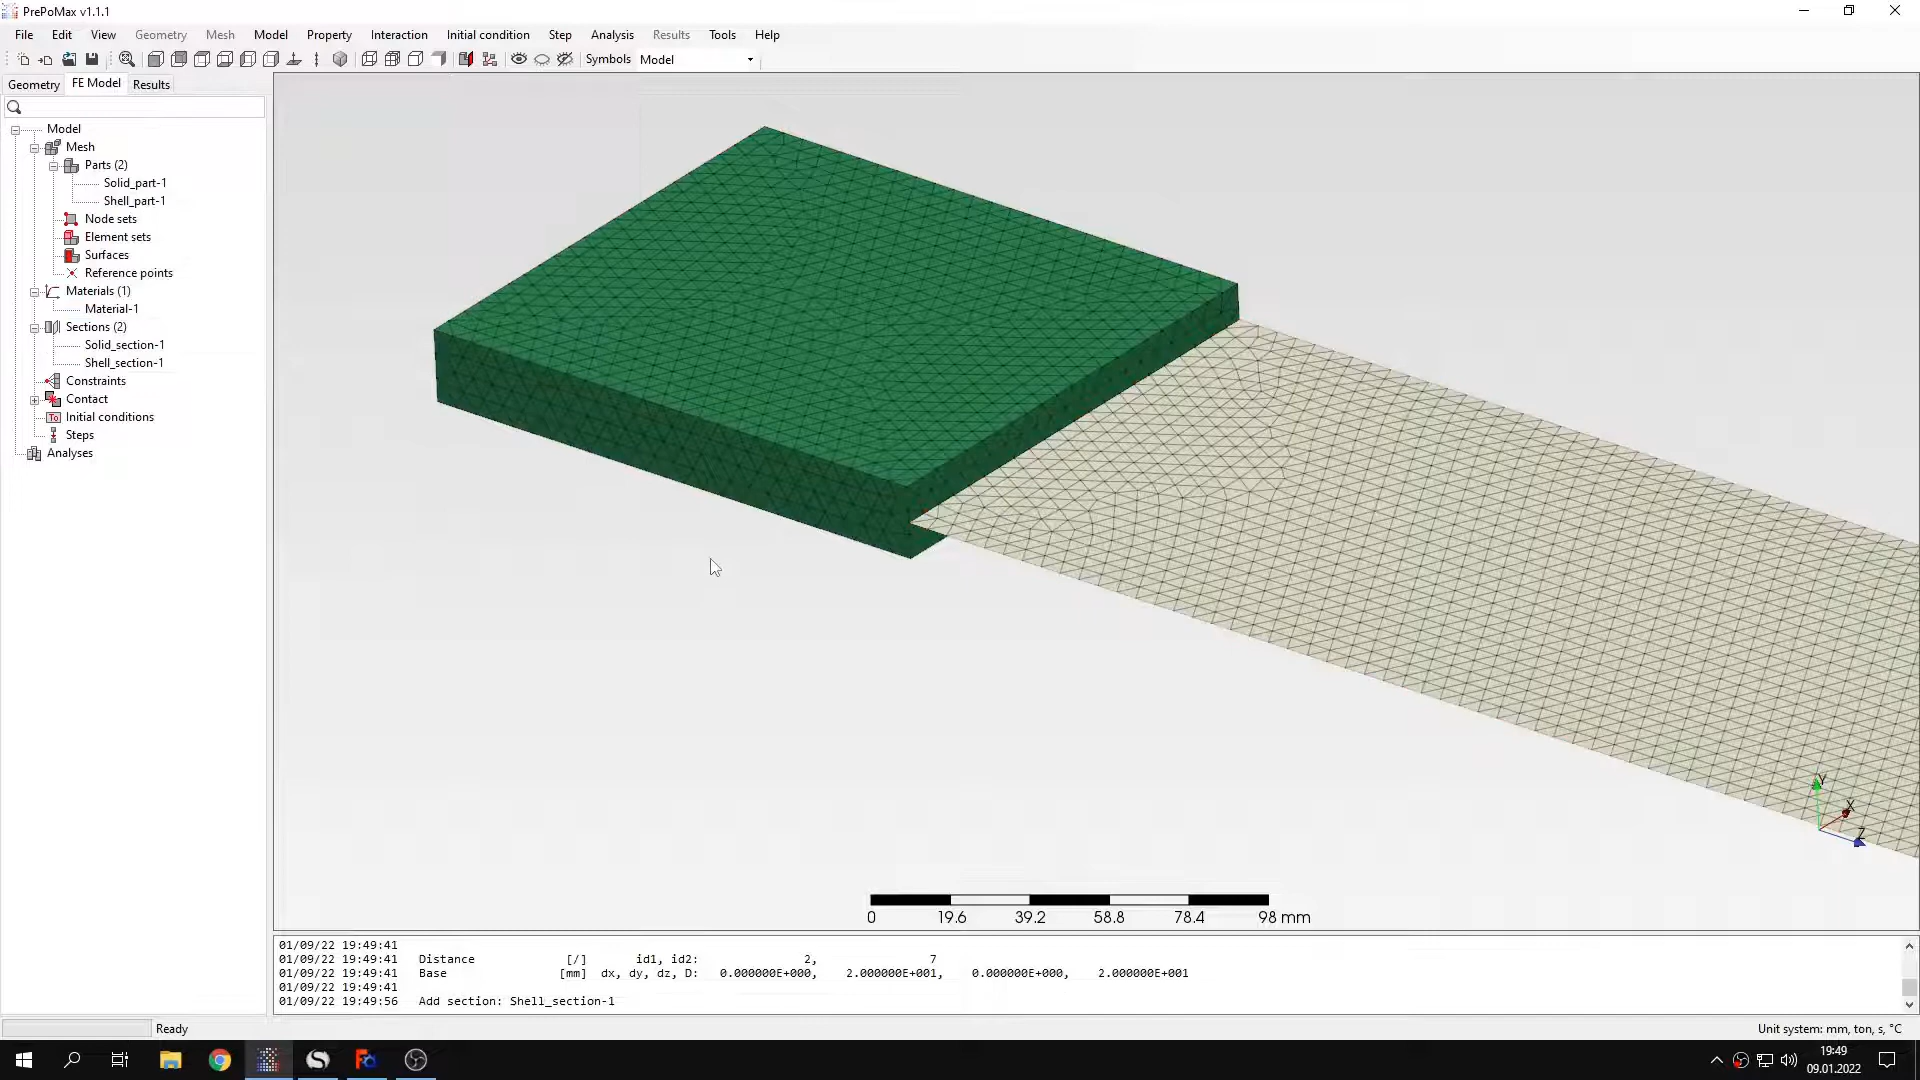 PrePoMax v1.1.1
File Edit View Geometry Mesh Model Property Interaction Initial condition Step Analysis Results Tools Help
Symbols Model
Geometry FE Model Results
Model
Mesh
Parts (2)
Solid_part-1
Shell_part-1
Node sets
Element sets
Surfaces
Reference points
Materials (1)
Material-1
Sections (2)
Solid_section-1
Shell_section-1
Constraints
Contact
Initial conditions
Steps
Analyses
Y
X
Z
0 19.6 39.2 58.8 78.4 98 mm
01/09/22 19:49:41
01/09/22 19:49:41 Distance [/] id1, id2: 2, 7
01/09/22 19:49:41 Base [mm] dx, dy, dz, D: 0.000000E+000, 2.000000E+001, 0.000000E+000, 2.000000E+001
01/09/22 19:49:41
01/09/22 19:49:56 Add section: Shell_section-1
Ready
Unit system: mm, ton, s, °C
19:49
09.01.2022